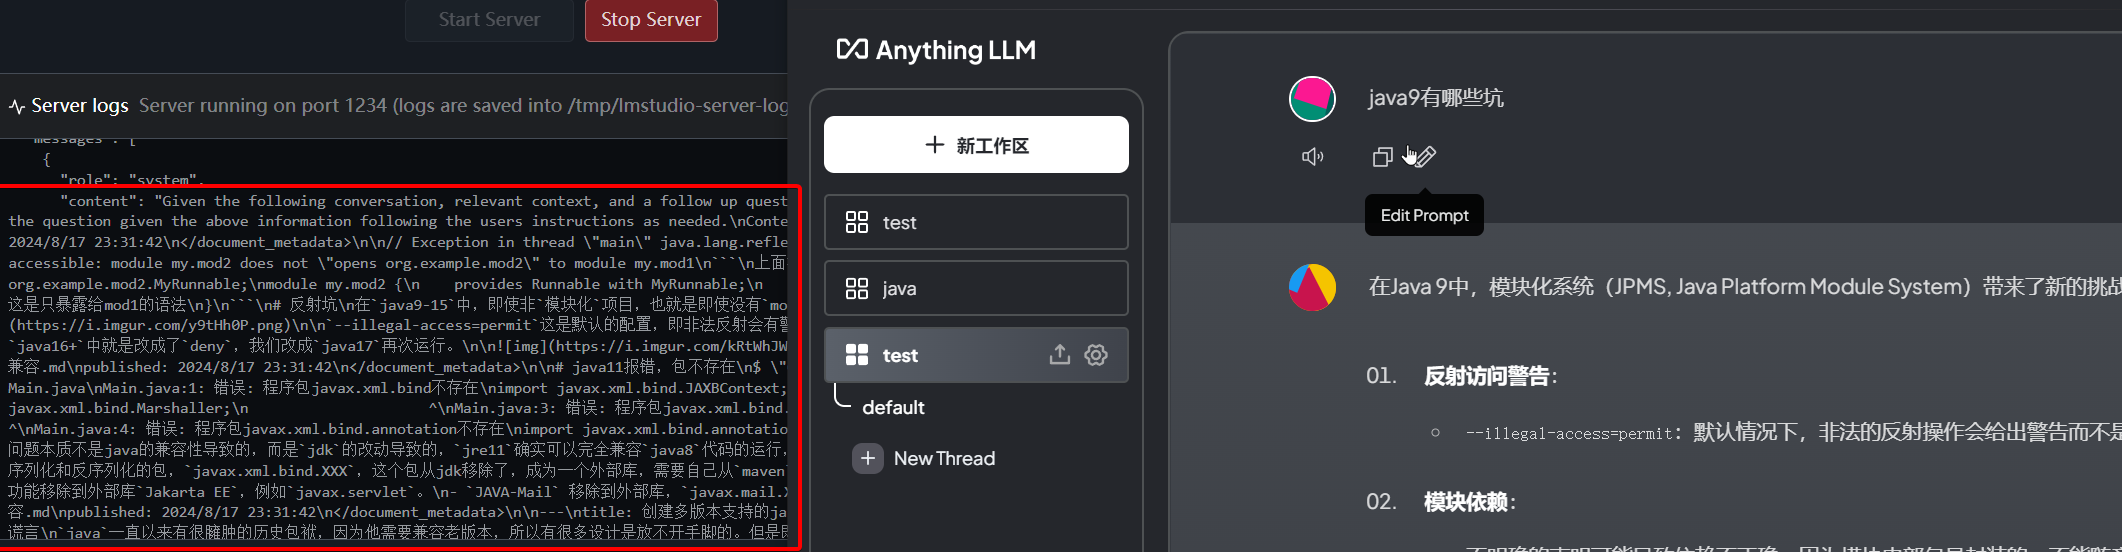 Start Server
Stop Server
Server logs Server running on port 1234 (logs are saved into /tmp/lmstudio-server-log
"messages": [
{
"role": "system",
"content": "Given the following conversation, relevant context, and a follow up quest
the question given the above information following the users instructions as needed.\nConte
2024/8/17 23:31:42\n</document_metadata>\n\n// Exception in thread \"main\" java.lang.refle
accessible: module my.mod2 does not \"opens org.example.mod2\" to module my.mod1\n```\n上面
org.example.mod2.MyRunnable;\nmodule my.mod2 {\n    provides Runnable with MyRunnable;\n
这是只暴露给mod1的语法\n}\n```\n# 反射坑\n在`java9-15`中，即使非`模块化`项目，也就是即使没有`mo
(https://i.imgur.com/y9tHh0P.png)\n\n`--illegal-access=permit`这是默认的配置，即非法反射会有警
`java16+`中就是改成了`deny`，我们改成`java17`再次运行。\n\n![img](https://i.imgur.com/kRtWhJW
兼容.md\npublished: 2024/8/17 23:31:42\n</document_metadata>\n\n# java11报错，包不存在\n$ \"
Main.java\nMain.java:1: 错误: 程序包javax.xml.bind不存在\nimport javax.xml.bind.JAXBContext;
javax.xml.bind.Marshaller;\n                    ^\nMain.java:3: 错误: 程序包javax.xml.bind.
^\nMain.java:4: 错误: 程序包javax.xml.bind.annotation不存在\nimport javax.xml.bind.annotatio
问题本质不是java的兼容性导致的，而是`jdk`的改动导致的，`jre11`确实可以完全兼容`java8`代码的运行，
序列化和反序列化的包，`javax.xml.bind.XXX`，这个包从jdk移除了，成为一个外部库，需要自己从`maven`
功能移除到外部库`Jakarta EE`，例如`javax.servlet`。\n- `JAVA-Mail` 移除到外部库，`javax.mail.X
容.md\npublished: 2024/8/17 23:31:42\n</document_metadata>\n\n---\ntitle: 创建多版本支持的ja
谎言\n`java`一直以来有很臃肿的历史包袱，因为他需要兼容老版本，所以有很多设计是放不开手脚的。但是即
Anything LLM
新工作区
test
java
test
default
New Thread
java9有哪些坑
Edit Prompt
在Java 9中，模块化系统（JPMS, Java Platform Module System）带来了新的挑战
01. 反射访问警告：
--illegal-access=permit：默认情况下，非法的反射操作会给出警告而不是
02. 模块依赖：